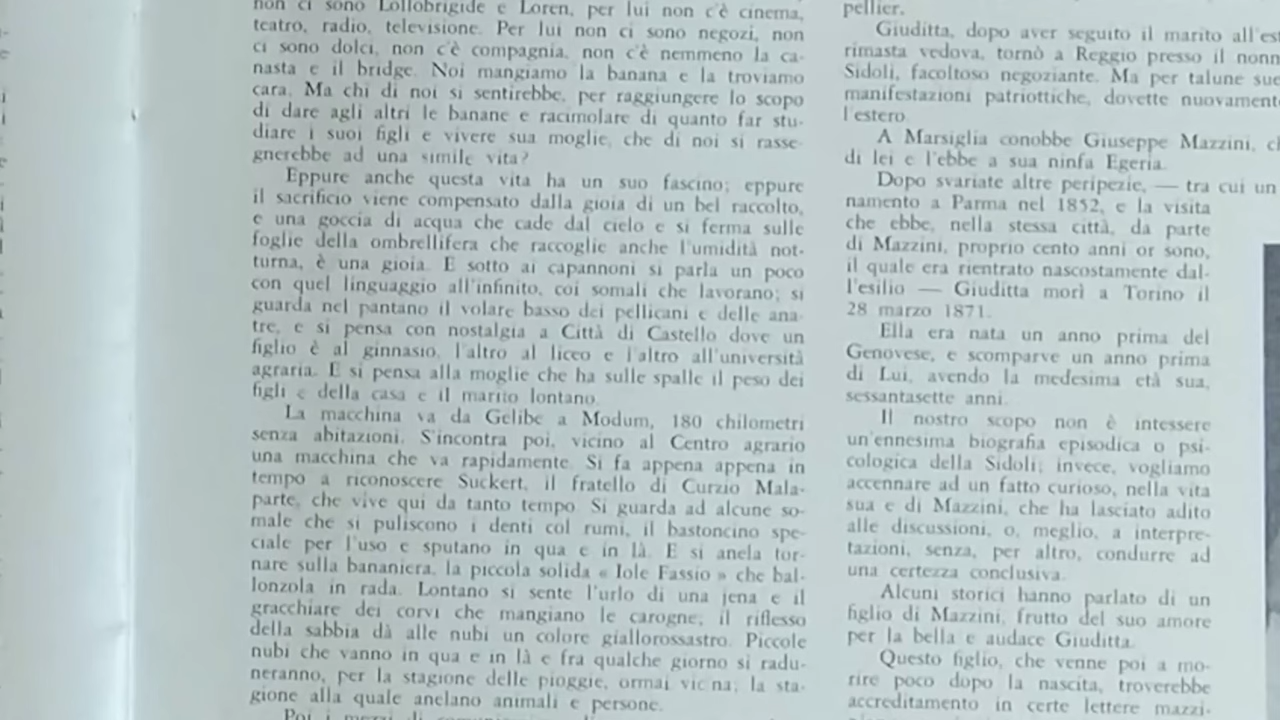 non ci sono Lollobrigide e Loren, per lui non c'è cinema,
teatro, radio, televisione. Per lui non ci sono negozi, non
ci sono dolci, non c'è compagnia, non c'è nemmeno la ca-
nasta e il bridge. Noi mangiamo la banana e la troviamo
cara. Ma chi di noi si sentirebbe, per raggiungere lo scopo
di dare agli altri le banane e racimolare di quanto far stu-
diare i suoi figli e vivere sua moglie, che di noi si rasse-
gnerebbe ad una simile vita?
Eppure anche questa vita ha un suo fascino; eppure
il sacrificio viene compensato dalla gioia di un bel raccolto,
e una goccia di acqua che cade dal cielo e si ferma sulle
foglie della ombrellifera che raccoglie anche l'umidità not-
turna, è una gioia. E sotto ai capannoni si parla un poco
con quel linguaggio all'infinito, coi somali che lavorano; si
guarda nel pantano il volare basso dei pellicani e delle ana-
tre, e si pensa con nostalgia a Città di Castello dove un
figlio è al ginnasio, l'altro al liceo e l'altro all'università
agraria. E si pensa alla moglie che ha sulle spalle il peso dei
figli e della casa e il marito lontano.
La macchina va da Gelibe a Modum, 180 chilometri
senza abitazioni. S'incontra poi, vicino al Centro agrario
una macchina che va rapidamente. Si fa appena appena in
tempo a riconoscere Suckert, il fratello di Curzio Mala-
parte, che vive qui da tanto tempo. Si guarda ad alcune so-
male che si puliscono i denti col rumi, il bastoncino spe-
ciale per l'uso e sputano in qua e in là. E si anela tor-
nare sulla bananiera, la piccola solida « Iole Fassio » che bal-
lonzola in rada. Lontano si sente l'urlo di una jena e il
gracchiare dei corvi che mangiano le carogne; il riflesso
della sabbia dà alle nubi un colore giallorossastro. Piccole
nubi che vanno in qua e in là e fra qualche giorno si radu-
neranno, per la stagione delle pioggie, ormai vicna; la sta-
gione alla quale anelano animali e persone.
Poi i mezzi di
pellier.
Giuditta, dopo aver seguito il marito all'est
rimasta vedova, tornò a Reggio presso il nonn
Sidoli, facoltoso negoziante. Ma per talune sue
manifestazioni patriottiche, dovette nuovament
l'estero.
A Marsiglia conobbe Giuseppe Mazzini, ch
di lei e l'ebbe a sua ninfa Egeria.
Dopo svariate altre peripezie, — tra cui un
namento a Parma nel 1852, e la visita
che ebbe, nella stessa città, da parte
di Mazzini, proprio cento anni or sono,
il quale era rientrato nascostamente dal-
l'esilio — Giuditta morì a Torino il
28 marzo 1871.
Ella era nata un anno prima del
Genovese, e scomparve un anno prima
di Lui, avendo la medesima età sua,
sessantasette anni.
Il nostro scopo non è intessere
un'ennesima biografia episodica o psi-
cologica della Sidoli; invece, vogliamo
accennare ad un fatto curioso, nella vita
sua e di Mazzini, che ha lasciato adito
alle discussioni, o, meglio, a interpre-
tazioni, senza, per altro, condurre ad
una certezza conclusiva.
Alcuni storici hanno parlato di un
figlio di Mazzini, frutto del suo amore
per la bella e audace Giuditta.
Questo figlio, che venne poi a mo-
rire poco dopo la nascita, troverebbe
accreditamento in certe lettere mazzi-